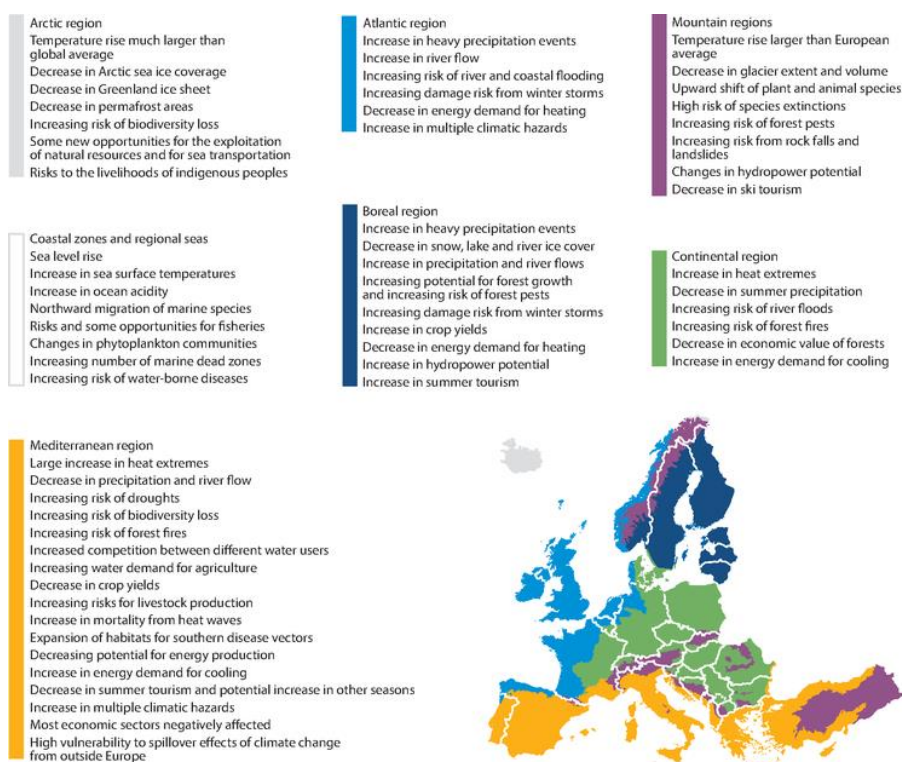 Arctic region
Temperature rise much larger than
global average
Decrease in Arctic sea ice coverage
Decrease in Greenland ice sheet
Decrease in permafrost areas
Increasing risk of biodiversity loss
Some new opportunities for the exploitation
of natural resources and for sea transportation
Risks to the livelihoods of indigenous peoples
Atlantic region
Increase in heavy precipitation events
Increase in river flow
Increasing risk of river and coastal flooding
Increasing damage risk from winter storms
Decrease in energy demand for heating
Increase in multiple climatic hazards
Mountain regions
Temperature rise larger than European
average
Decrease in glacier extent and volume
Upward shift of plant and animal species
High risk of species extinctions
Increasing risk of forest pests
Increasing risk from rock falls and
landslides
Changes in hydropower potential
Decrease in ski tourism
Coastal zones and regional seas
Sea level rise
Increase in sea surface temperatures
Increase in ocean acidity
Northward migration of marine species
Risks and some opportunities for fisheries
Changes in phytoplankton communities
Increasing number of marine dead zones
Increasing risk of water-borne diseases
Boreal region
Increase in heavy precipitation events
Decrease in snow, lake and river ice cover
Increase in precipitation and river flows
Increasing potential for forest growth
and increasing risk of forest pests
Increasing damage risk from winter storms
Increase in crop yields
Decrease in energy demand for heating
Increase in hydropower potential
Increase in summer tourism
Continental region
Increase in heat extremes
Decrease in summer precipitation
Increasing risk of river floods
Increasing risk of forest fires
Decrease in economic value of forests
Increase in energy demand for cooling
Mediterranean region
Large increase in heat extremes
Decrease in precipitation and river flow
Increasing risk of droughts
Increasing risk of biodiversity loss
Increasing risk of forest fires
Increased competition between different water users
Increasing water demand for agriculture
Decrease in crop yields
Increasing risks for livestock production
Increase in mortality from heat waves
Expansion of habitats for southern disease vectors
Decreasing potential for energy production
Increase in energy demand for cooling
Decrease in summer tourism and potential increase in other seasons
Increase in multiple climatic hazards
Most economic sectors negatively affected
High vulnerability to spillover effects of climate change
from outside Europe